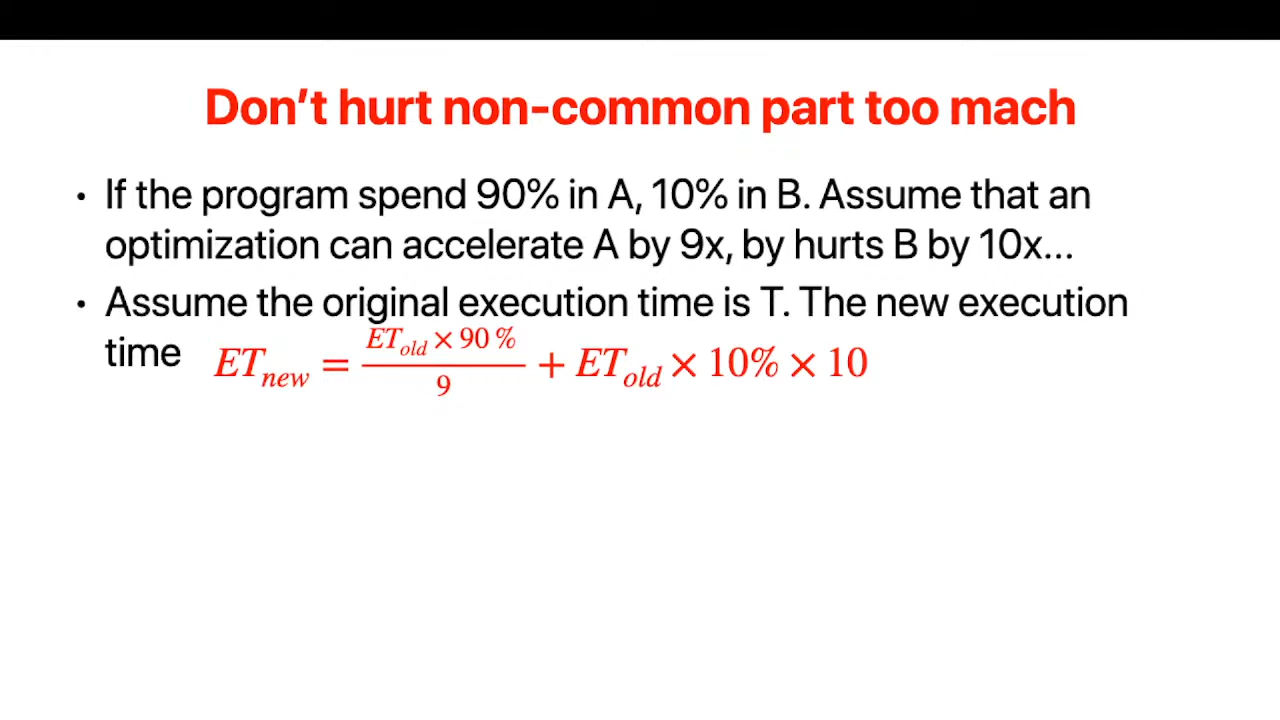 Don't hurt non-common part too mach
• If the program spend 90% in A, 10% in B. Assume that an
optimization can accelerate A by 9x, by hurts B by 10x...
• Assume the original execution time is T. The new execution
time ET_new = (ET_old × 90 %)/9 + ET_old × 10% × 10